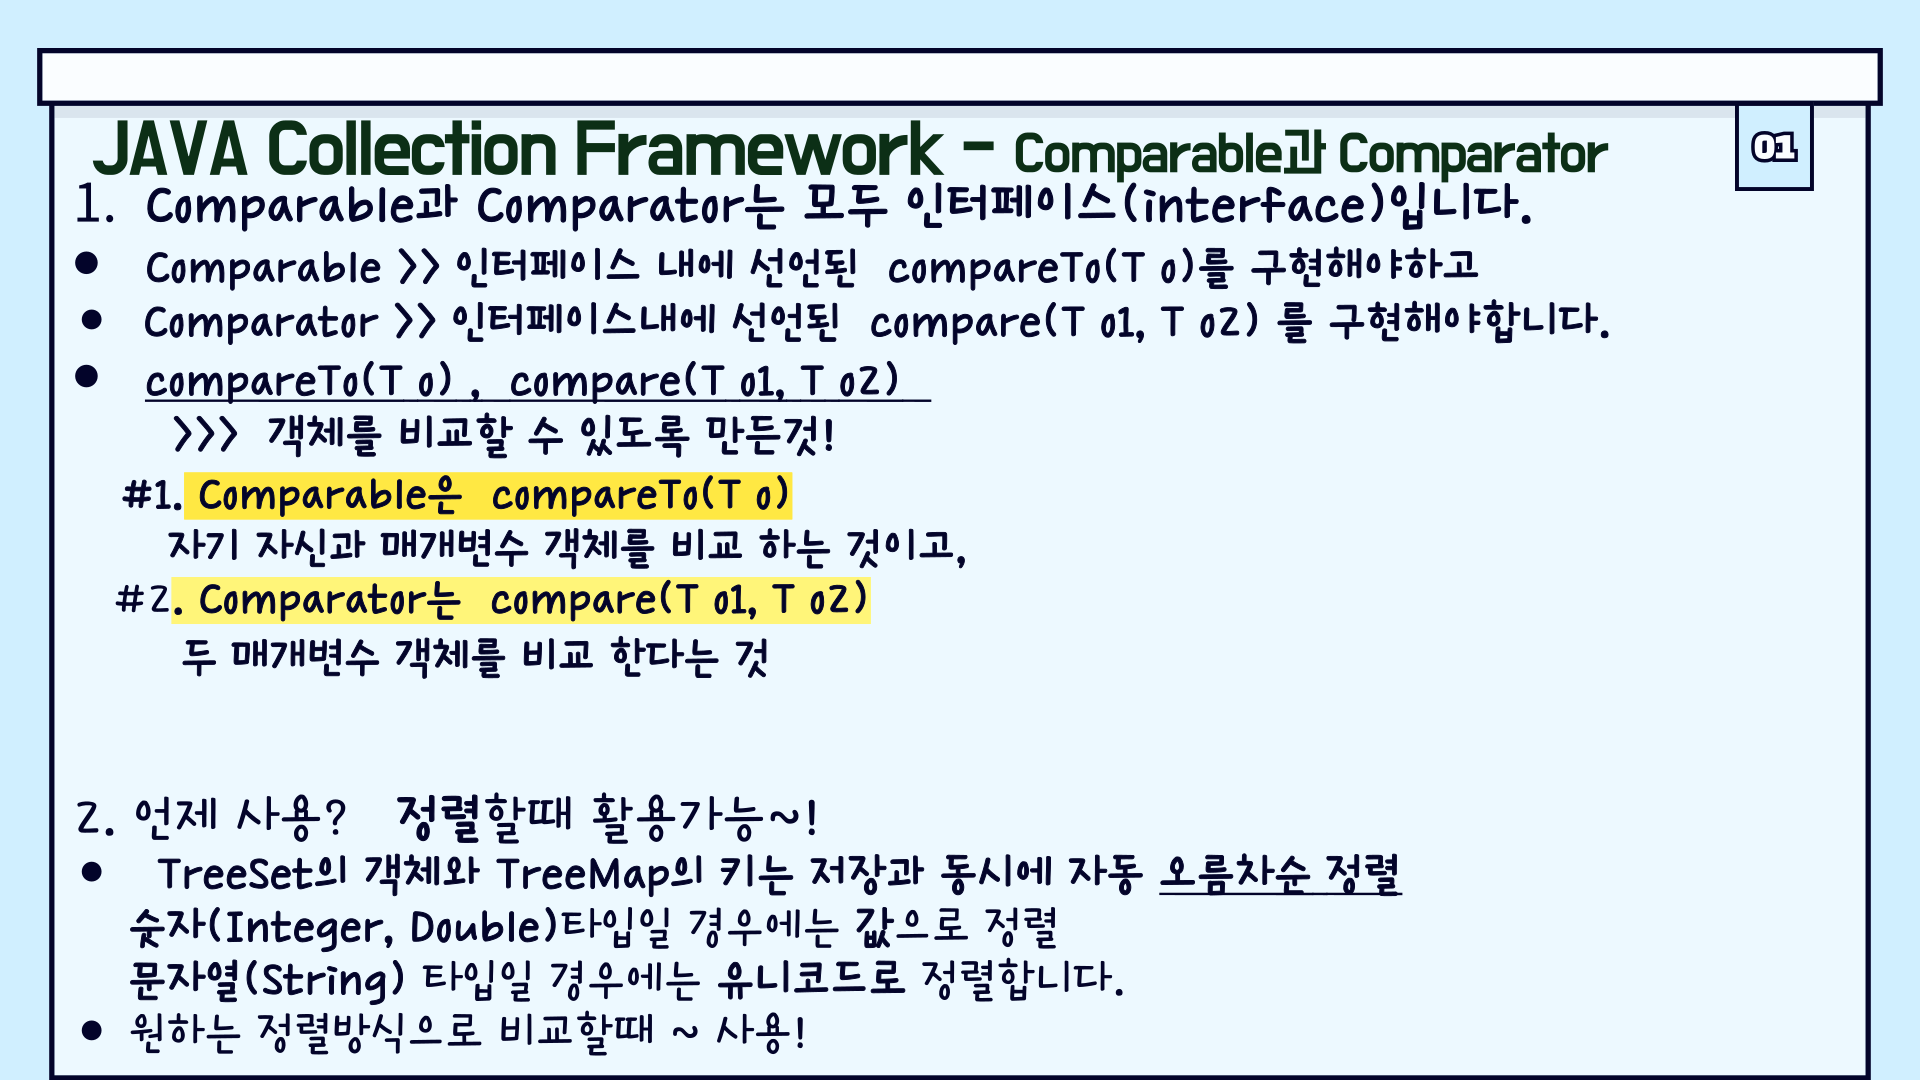 JAVA Collection Framework - Comparable과 Comparator
01
1. Comparable과 Comparator는 모두 인터페이스(interface)입니다.
● Comparable >> 인터페이스 내에 선언된 compareTo(T o)를 구현해야하고
● Comparator >> 인터페이스내에 선언된 compare(T o1, T o2) 를 구현해야합니다.
● compareTo(T o) , compare(T o1, T o2)
>>> 객체를 비교할 수 있도록 만든것!
#1. Comparable은 compareTo(T o)
자기 자신과 매개변수 객체를 비교 하는 것이고,
#2. Comparator는 compare(T o1, T o2)
두 매개변수 객체를 비교 한다는 것
2. 언제 사용? 정렬할때 활용가능~!
● TreeSet의 객체와 TreeMap의 키는 저장과 동시에 자동 오름차순 정렬
숫자(Integer, Double)타입일 경우에는 값으로 정렬
문자열(String) 타입일 경우에는 유니코드로 정렬합니다.
● 원하는 정렬방식으로 비교할때 ~ 사용!